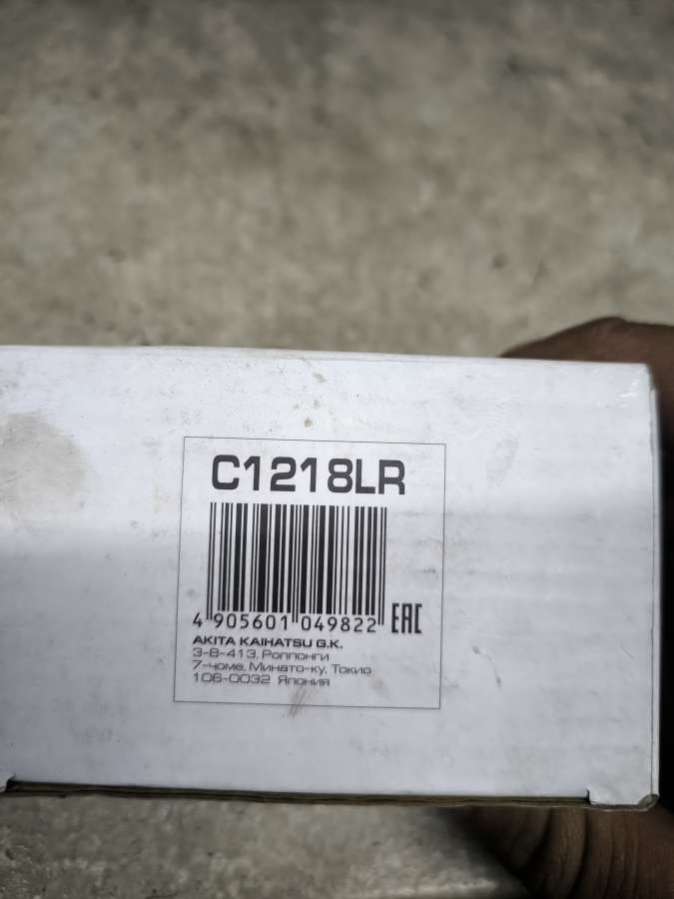 C1218LR
4 905601 049822 EAC
AKITA KAIHATSU G.K.
3-8-413, Роппонги
7-чоме, Минато-ку, Токио
106-0032 Япония